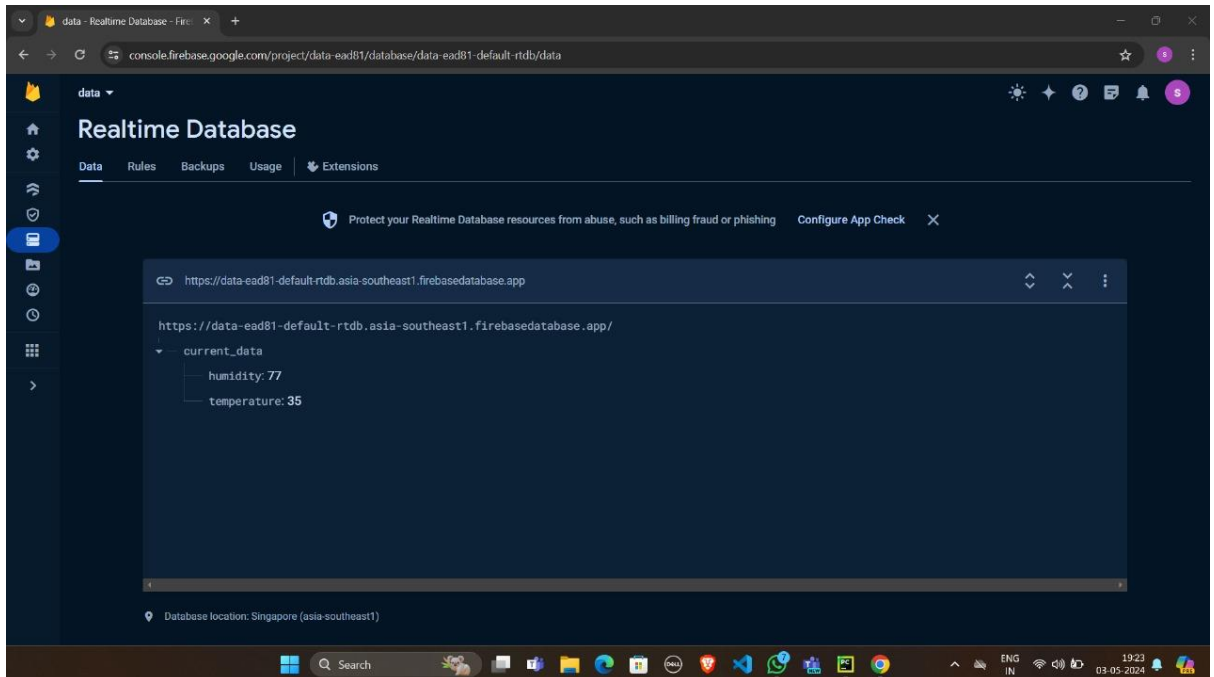 data - Realtime Database - Fire
console.firebase.google.com/project/data-ead81/database/data-ead81-default-rtdb/data
S
data
S
Realtime Database
Data Rules Backups Usage Extensions
Protect your Realtime Database resources from abuse, such as billing fraud or phishing Configure App Check
https://data-ead81-default-rtdb.asia-southeast1.firebasedatabase.app
https://data-ead81-default-rtdb.asia-southeast1.firebasedatabase.app/
current_data
humidity: 77
temperature: 35
Database location: Singapore (asia-southeast1)
Search
DELL
7
PC
ENG
IN
19:23
03-05-2024